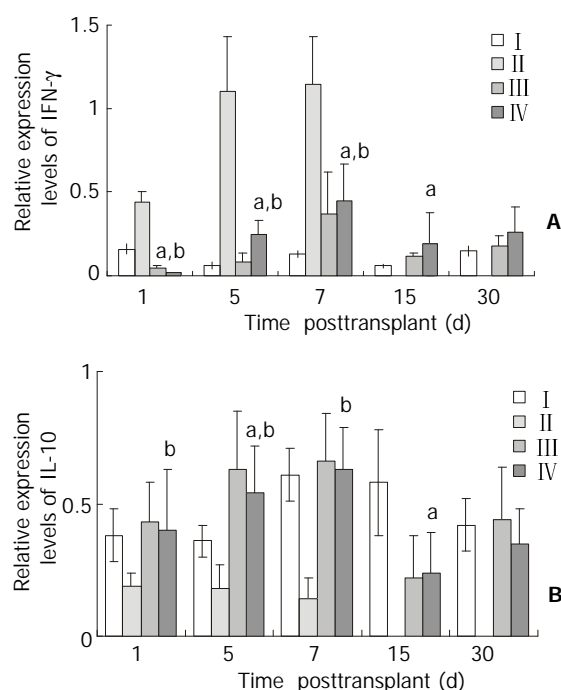 Relative expression
levels of IFN-γ
1.5
1
0.5
0
I
II
III
IV
a,b
a,b
a,b
a
A
1 5 7 15 30
Time posttransplant (d)
Relative expression
levels of IL-10
1
0.5
0
I
II
III
IV
b
a,b
b
a
B
1 5 7 15 30
Time posttransplant (d)